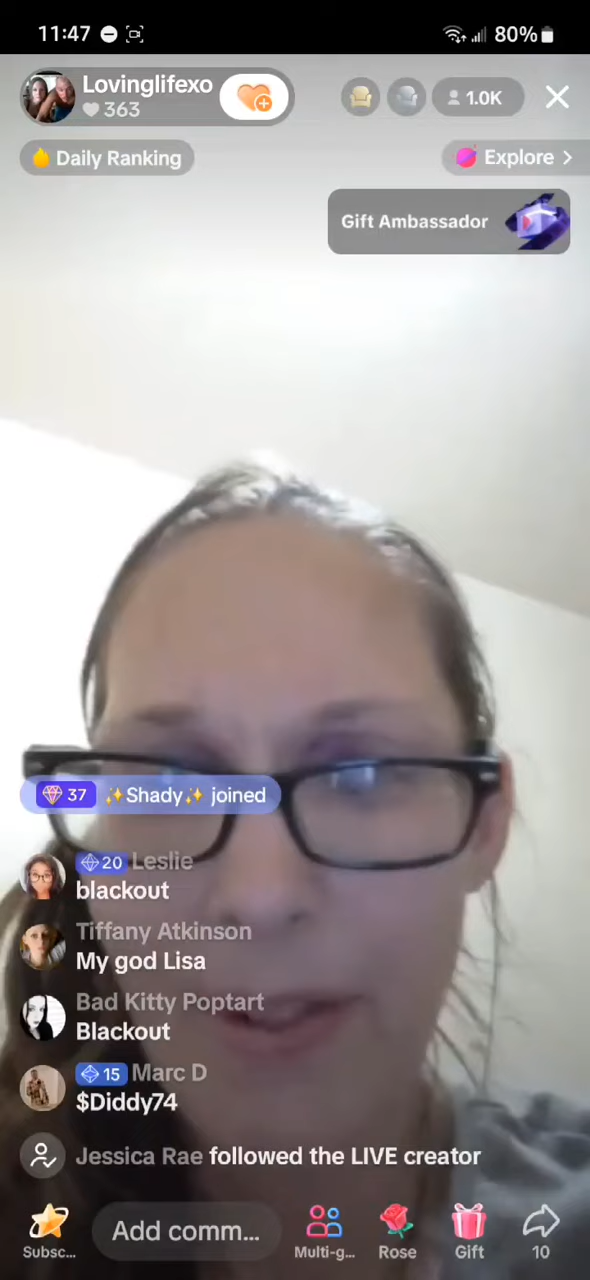 11:47
80%
Lovinglifexo
363
1.0K
Daily Ranking
Explore >
Gift Ambassador
37 ✨Shady✨ joined
20 Leslie
blackout
Tiffany Atkinson
My god Lisa
Bad Kitty Poptart
Blackout
15 Marc D
$Diddy74
Jessica Rae followed the LIVE creator
Add comm...
Subsc...
Multi-g...
Rose
Gift
10